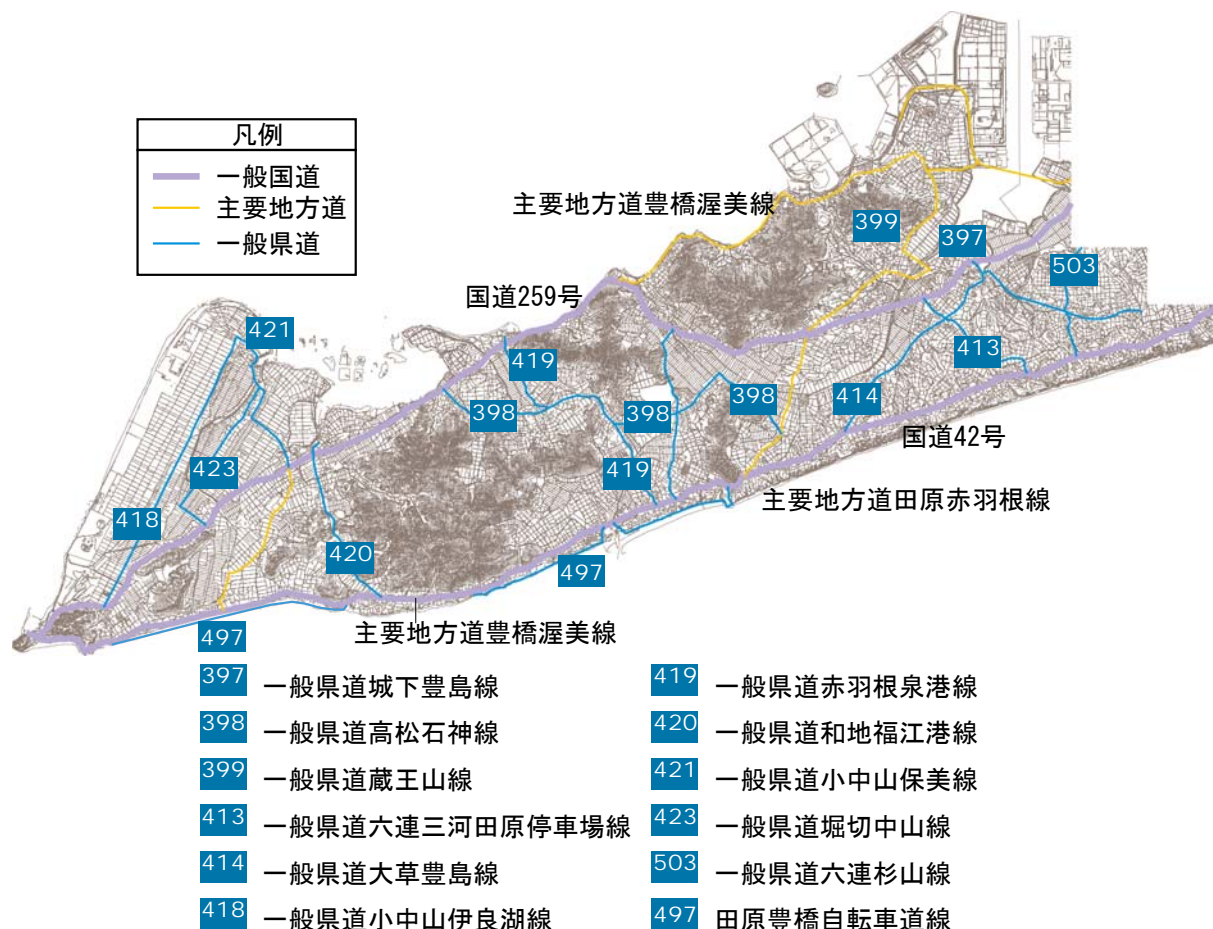 凡例
一般国道
主要地方道
一般県道
主要地方道豊橋渥美線
399
397
503
国道259号
421
419
413
398
398
398
414
国道42号
423
419
主要地方道田原赤羽根線
418
420
497
497
主要地方道豊橋渥美線
397 一般県道城下豊島線
398 一般県道高松石神線
399 一般県道蔵王山線
413 一般県道六連三河田原停車場線
414 一般県道大草豊島線
418 一般県道小中山伊良湖線
419 一般県道赤羽根泉港線
420 一般県道和地福江港線
421 一般県道小中山保美線
423 一般県道堀切中山線
503 一般県道六連杉山線
497 田原豊橋自転車道線